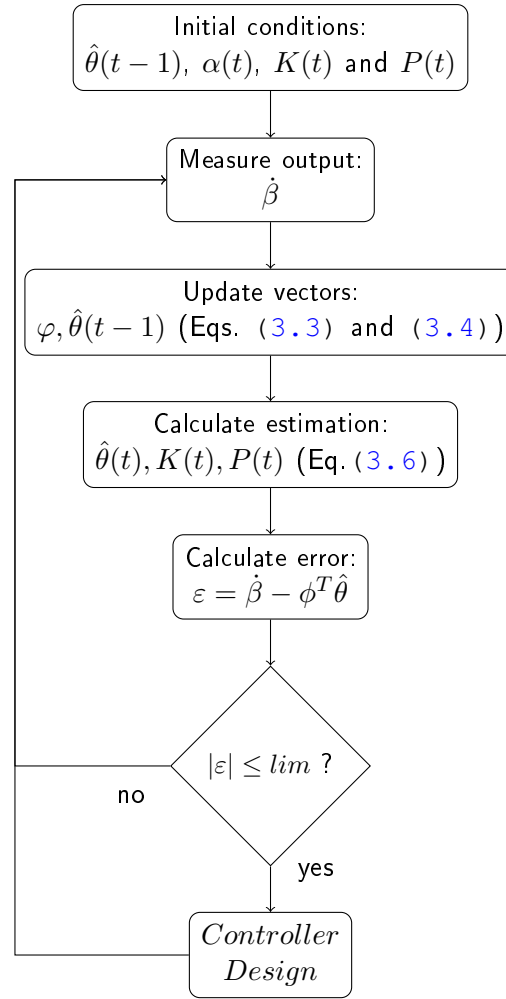 Initial conditions:
θ̂(t − 1), α(t), K(t) and P(t)
Measure output:
β̇
Update vectors:
φ, θ̂(t − 1) (Eqs. (3.3) and (3.4))
Calculate estimation:
θ̂(t), K(t), P(t) (Eq.(3.6))
Calculate error:
ε = β̇ − ϕᵀθ̂
|ε| ≤ lim ?
no
yes
Controller
Design